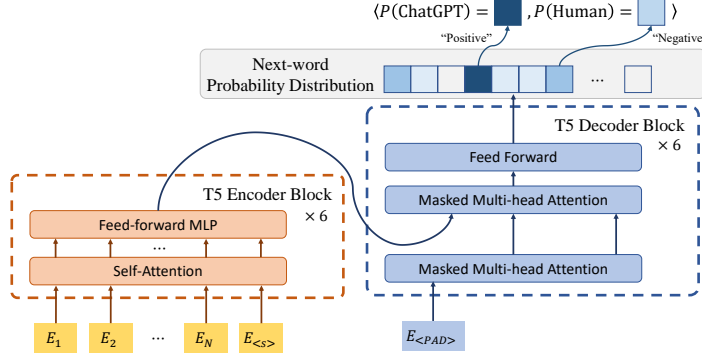 ⟨P(ChatGPT) = , P(Human) = ⟩
"Positive" "Negative
Next-word
Probability Distribution
...
T5 Decoder Block
× 6
Feed Forward
Masked Multi-head Attention
Masked Multi-head Attention
T5 Encoder Block
× 6
Feed-forward MLP
...
Self-Attention
E1 E2 ... EN E<s> E<PAD>